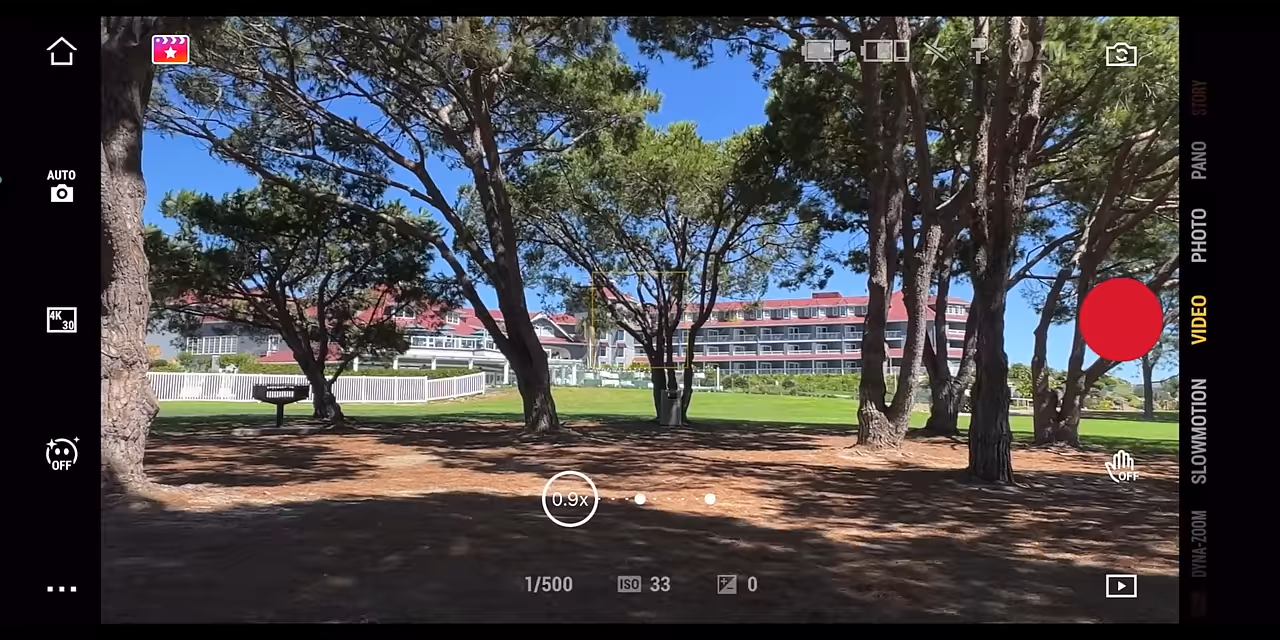 AUTO
4K
30
OFF
0.9x
1/500
ISO 33
0
OFF
STORY
PANO
PHOTO
VIDEO
SLOWMOTION
DYNA-ZOOM